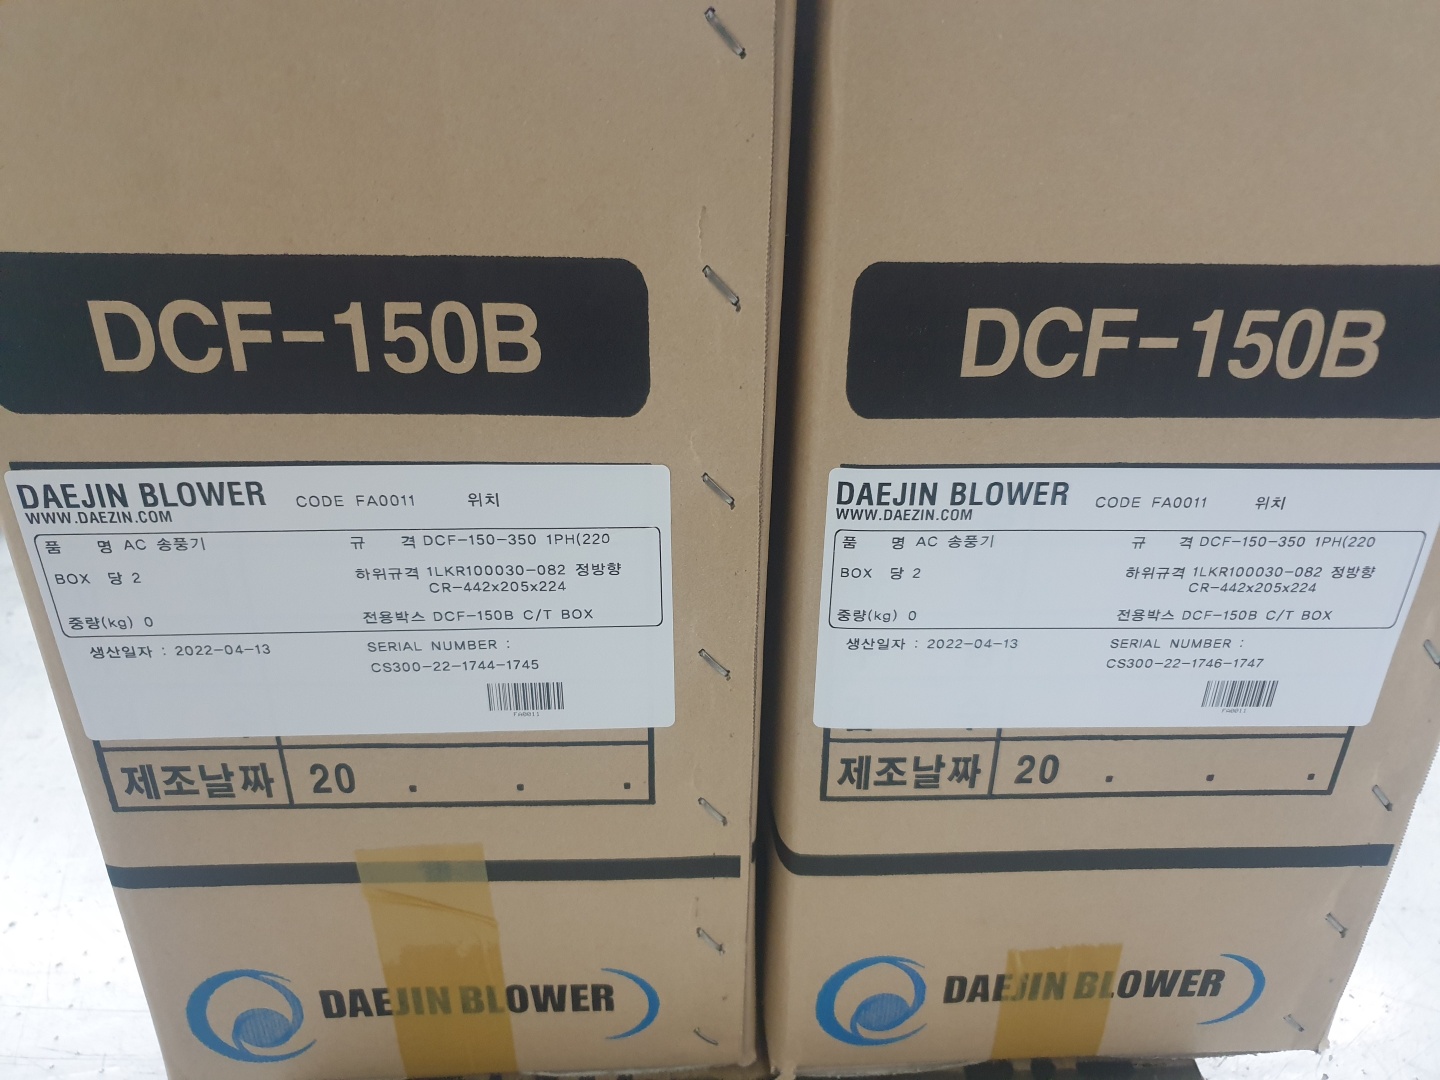 DCF-150B
DAEJIN BLOWER CODE FA0011 위치
WWW.DAEZIN.COM
품 명 AC 송풍기 규 격 DCF-150-350 1PH(220
BOX 당 2 하위규격 1LKR100030-082 정방향
CR-442x205x224
중량(kg) 0 전용박스 DCF-150B C/T BOX
생산일자 : 2022-04-13 SERIAL NUMBER :
CS300-22-1744-1745
FA0011
제조날짜 20 . . .
DAEJIN BLOWER
DCF-150B
DAEJIN BLOWER CODE FA0011 위치
WWW.DAEZIN.COM
품 명 AC 송풍기 규 격 DCF-150-350 1PH(220
BOX 당 2 하위규격 1LKR100030-082 정방향
CR-442x205x224
중량(kg) 0 전용박스 DCF-150B C/T BOX
생산일자 : 2022-04-13 SERIAL NUMBER :
CS300-22-1746-1747
FA0011
제조날짜 20 . . .
DAEJIN BLOWER